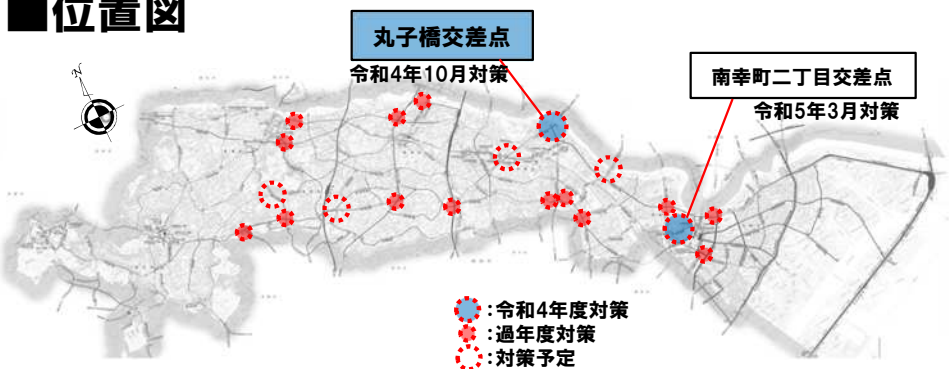 ■位置図
丸子橋交差点
令和4年10月対策
南幸町二丁目交差点
令和5年3月対策
N
:令和4年度対策
:過年度対策
:対策予定